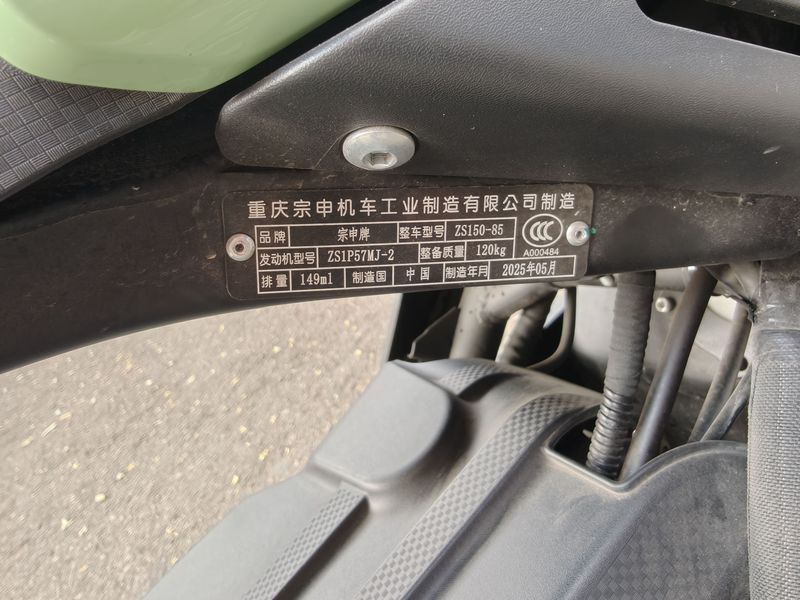 重庆宗申机车工业制造有限公司制造
品牌 宗申牌 整车型号 ZS150-85
发动机型号 ZS1P57MJ-2 整备质量 120kg
排量 149ml 制造国 中国 制造年月 2025年05月
CCC
A000484